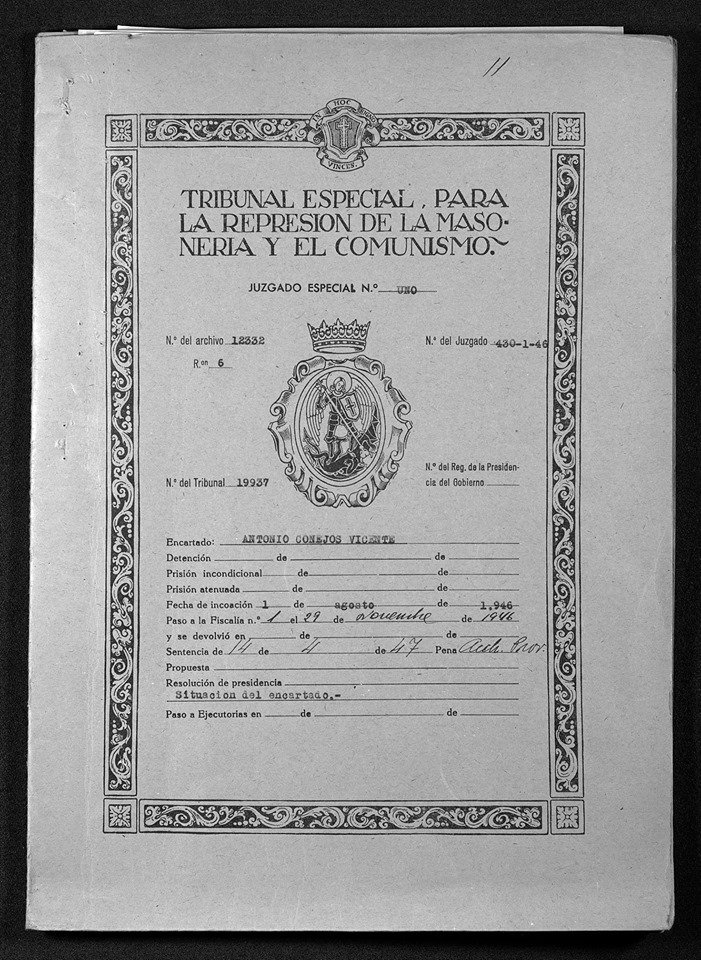 11
IN HOC SIGNO
VINCES.
TRIBUNAL ESPECIAL, PARA
LA REPRESION DE LA MASO-
NERIA Y EL COMUNISMO.~
JUZGADO ESPECIAL N.º UNO
N.º del archivo 12332
N.º del Juzgado 430-1-46
R.on 6
N.º del Tribunal 19937
N.º del Reg. de la Presiden-
cia del Gobierno
Encartado: ANTONIO CONEJOS VICENTE
Detención de de
Prisión incondicional de de
Prisión atenuada de de
Fecha de incoación 1 de agosto de 1,946
Paso a la Fiscalía n.º 1 el 29 de Noviembre de 1946
y se devolvió en de de
Sentencia de 14 de 4 de 47 Pena Arch. Prov.
Propuesta
Resolución de presidencia
Situacion del encartado.-
Paso a Ejecutorias en de de